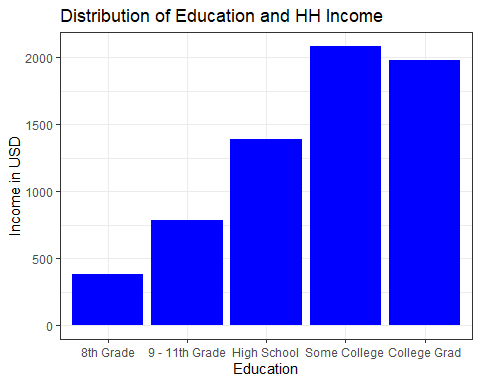 Distribution of Education and HH Income
Income in USD
2000
1500
1000
500
0
8th Grade 9 - 11th Grade High School Some College College Grad
Education